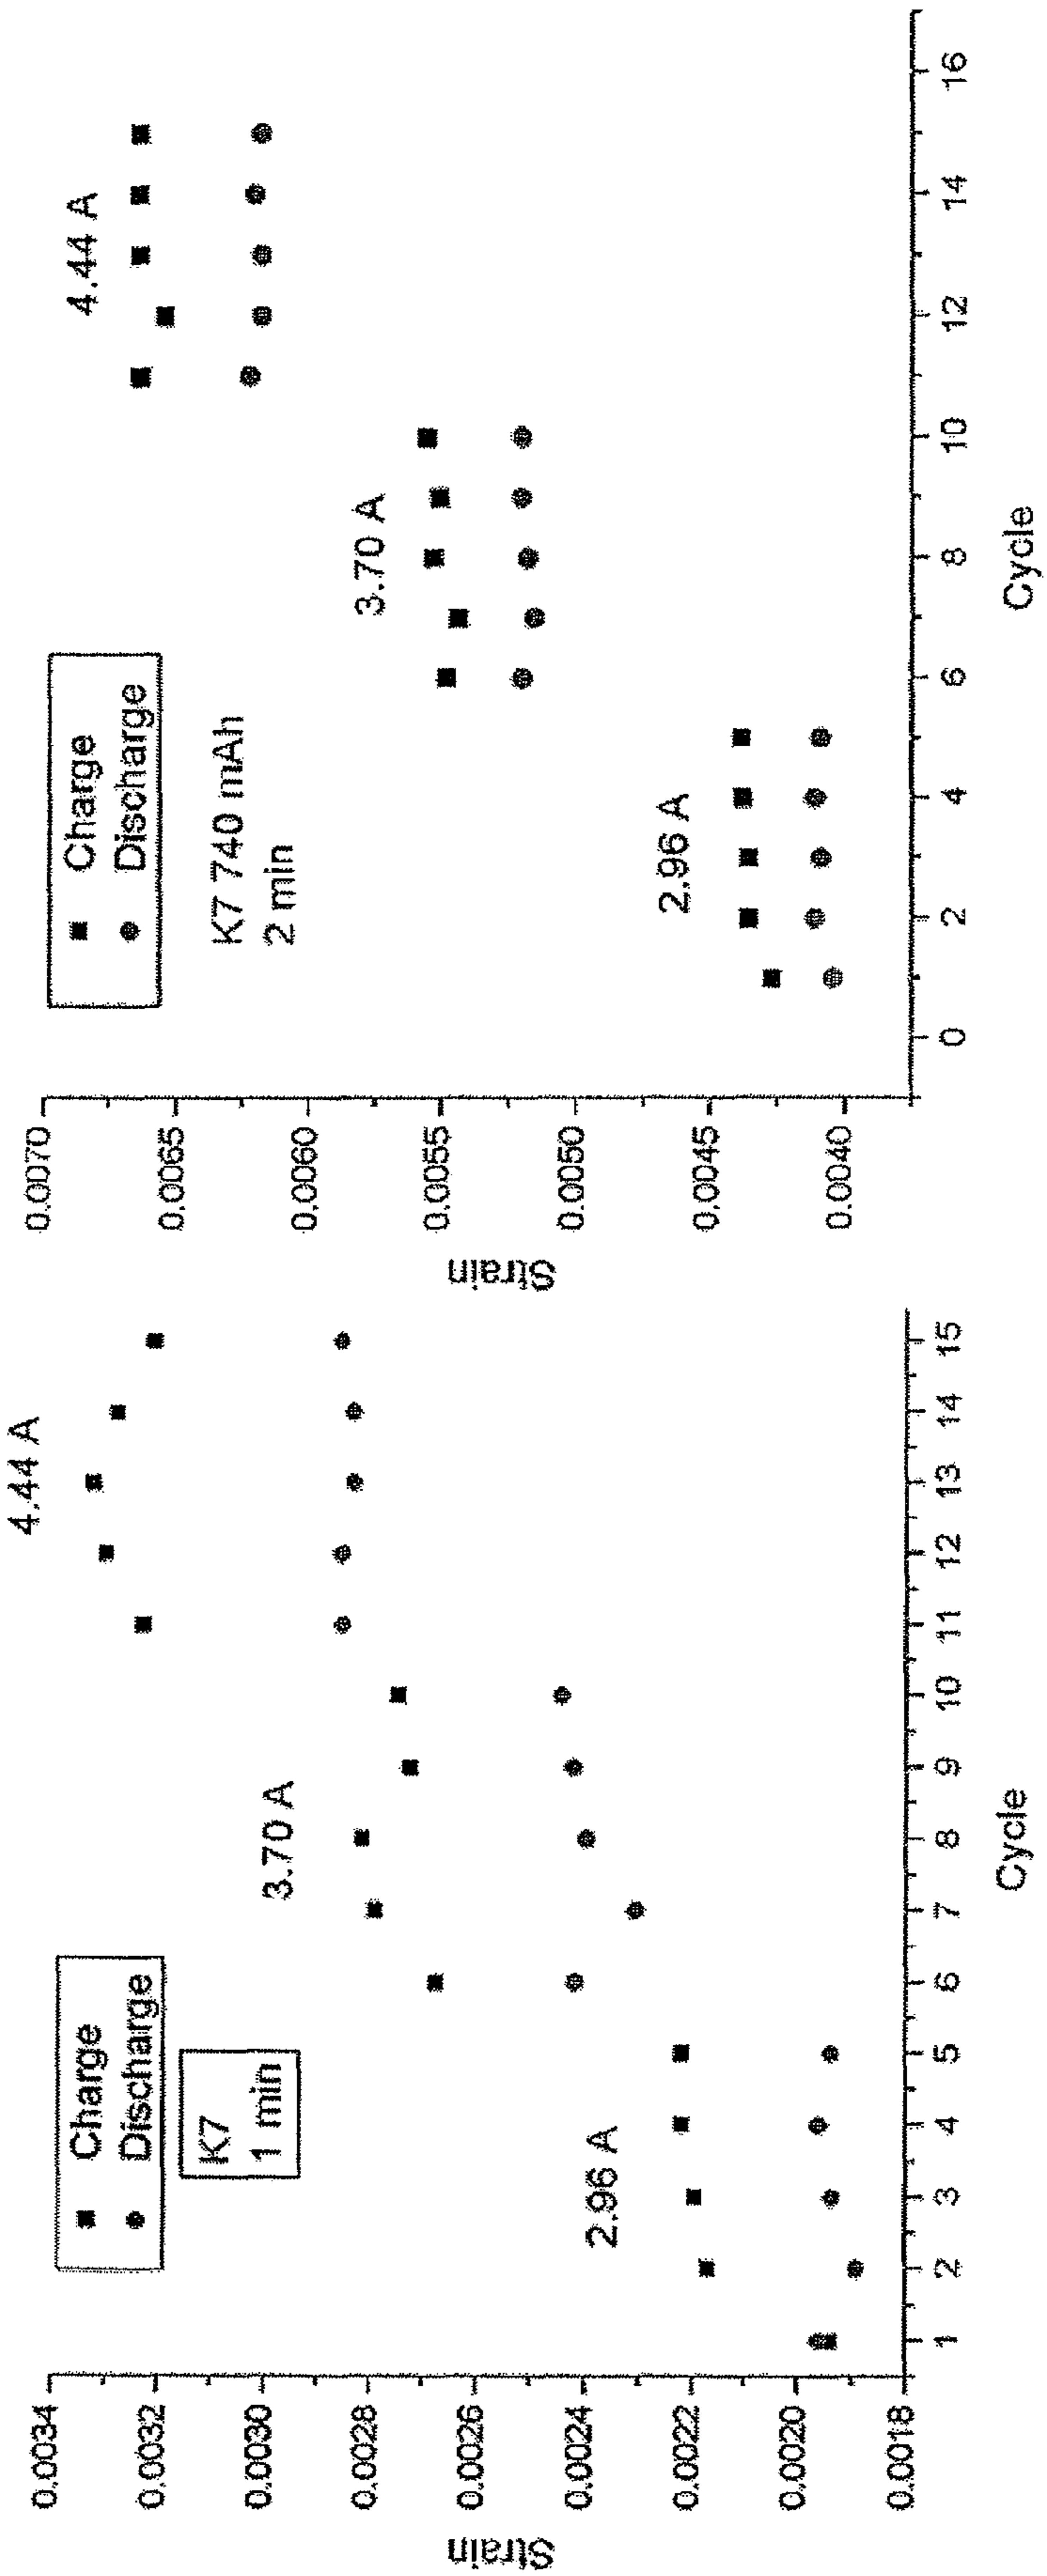 Charge
Discharge
K7
1 min
2.96 A
3.70 A
4.44 A
Strain
0.0034
0.0032
0.0030
0.0028
0.0026
0.0024
0.0022
0.0020
0.0018
1 2 3 4 5 6 7 8 9 10 11 12 13 14 15
Cycle
Charge
Discharge
K7 740 mAh
2 min
2.96 A
3.70 A
4.44 A
Strain
0.0070
0.0065
0.0060
0.0055
0.0050
0.0045
0.0040
0 2 4 6 8 10 12 14 16
Cycle